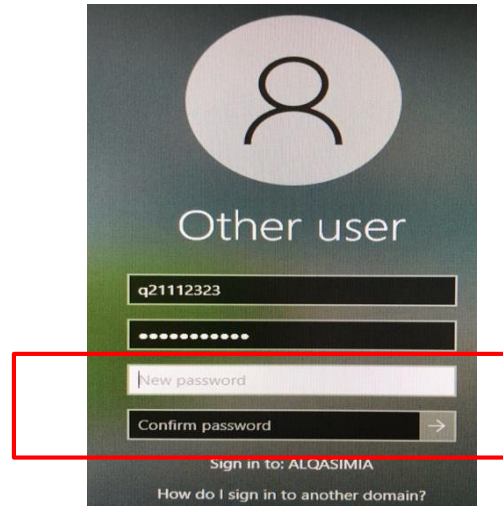 Other user
q21112323
New password
Confirm password
Sign in to: ALQASIMIA
How do I sign in to another domain?